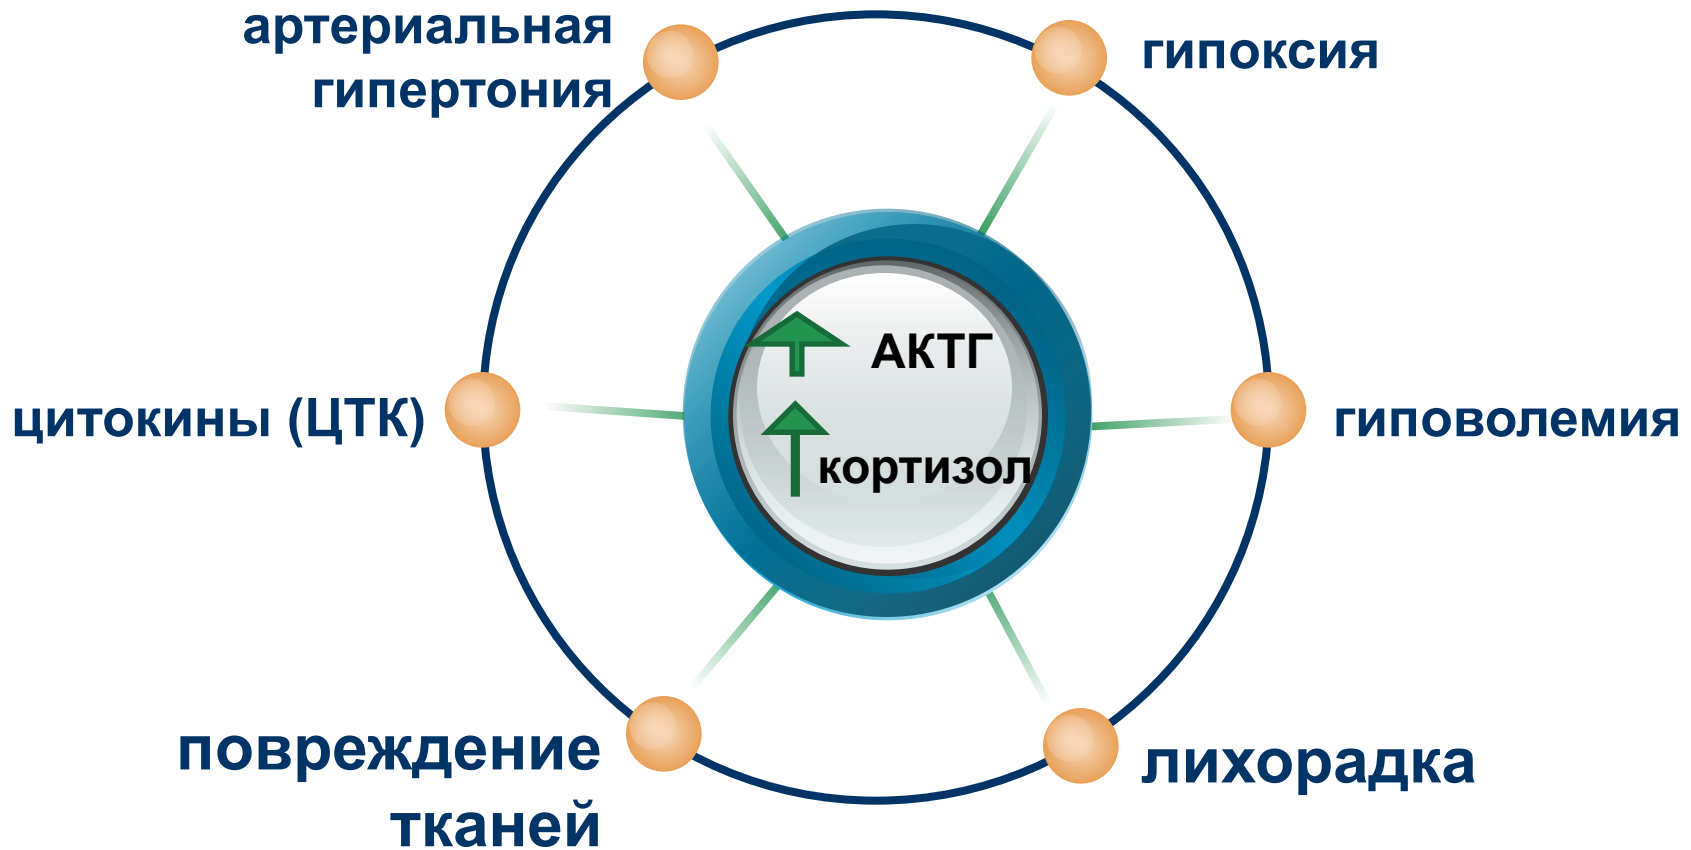 артериальная
гипертония
гипоксия
АКТГ
кортизол
цитокины (ЦТК)
гиповолемия
повреждение
тканей
лихорадка